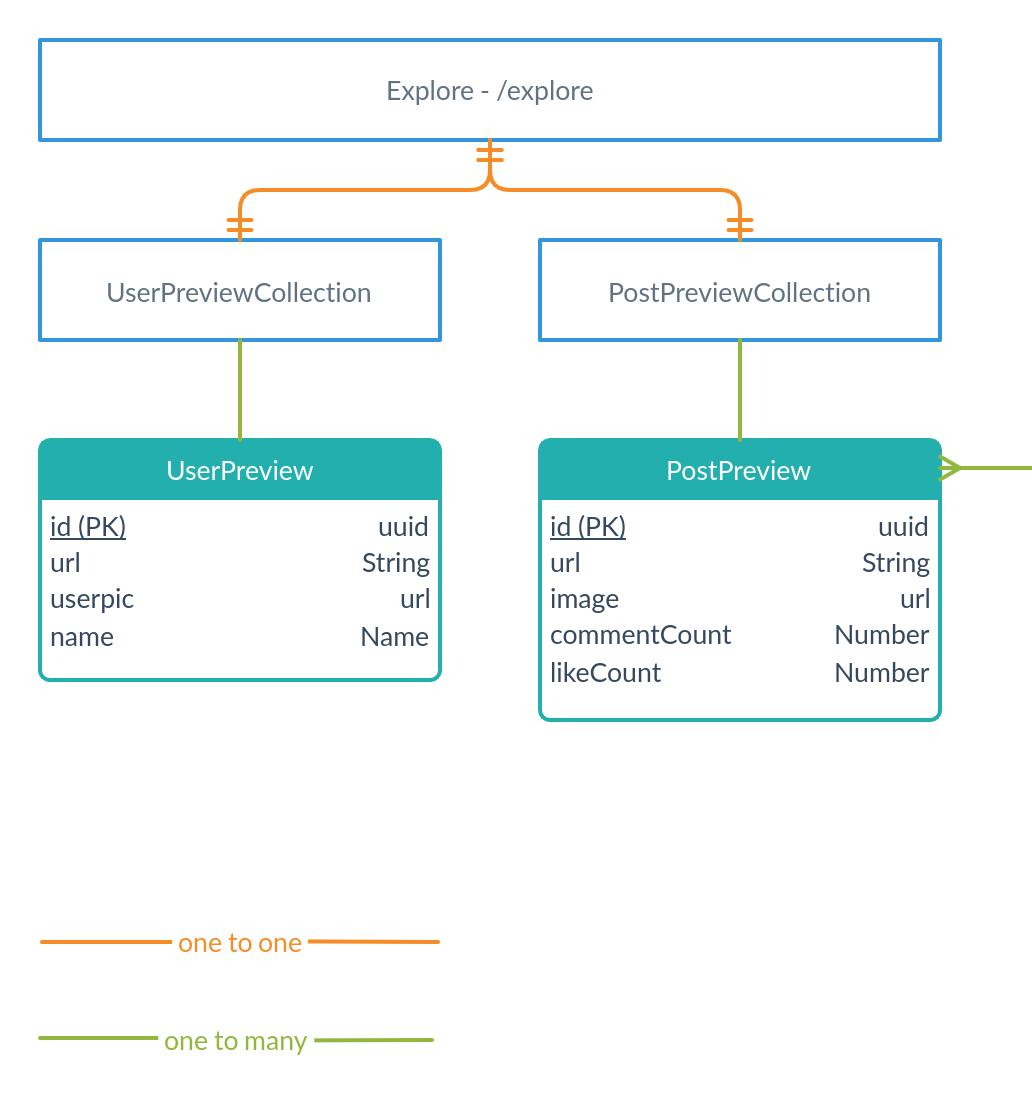 Explore - /explore
UserPreviewCollection
PostPreviewCollection
UserPreview
id (PK) uuid
url String
userpic url
name Name
PostPreview
id (PK) uuid
url String
image url
commentCount Number
likeCount Number
one to one
one to many